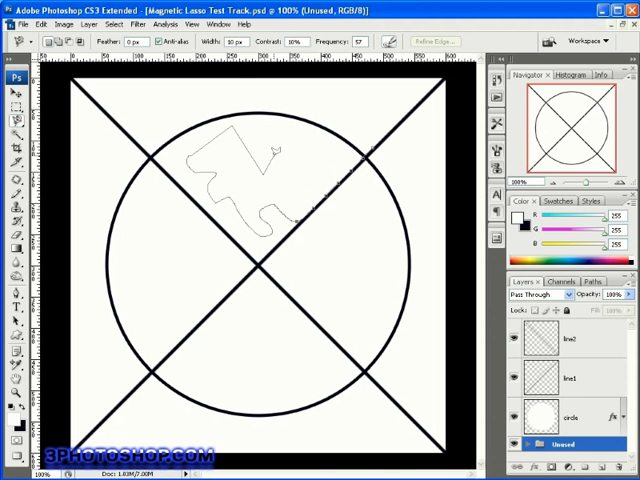 Adobe Photoshop CS3 Extended - [Magnetic Lasso Test Track.psd @ 100% (Unused, RGB/8)]
File Edit Image Layer Select Filter Analysis View Window Help
Feather: 0 px Anti-alias Width: 10 px Contrast: 10% Frequency: 57 Refine Edge... Workspace
Ps
Navigator Histogram Info
100%
Color Swatches Styles
R 255
G 255
B 255
Layers Channels Paths
Pass Through Opacity: 100%
Lock: Fill: 100%
line2
line1
circle fx
Unused
3PHOTOSHOP.COM
100% Doc: 1.03M/7.00M